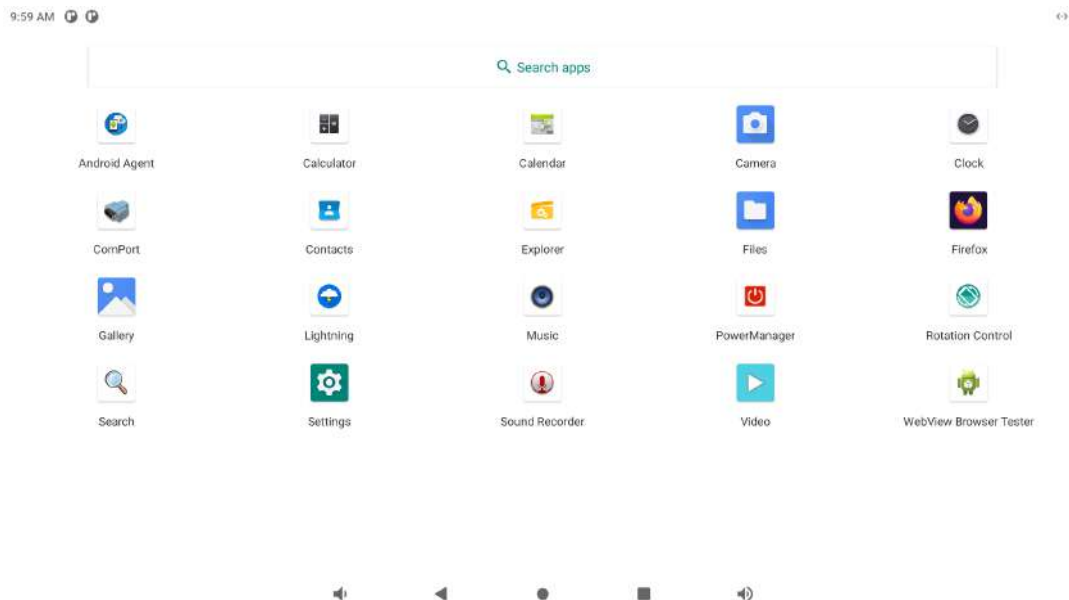 9:59 AM
Search apps
Android Agent
Calculator
Calendar
Camera
Clock
ComPort
Contacts
Explorer
Files
Firefox
Gallery
Lightning
Music
PowerManager
Rotation Control
Search
Settings
Sound Recorder
Video
WebView Browser Tester